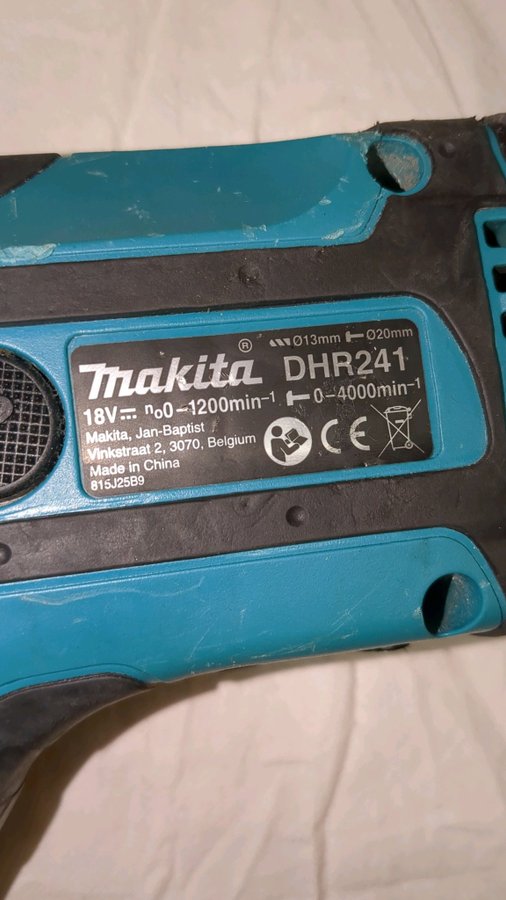 makita® Ø13mm Ø20mm
DHR241
18V⎓ n₀0-1200min⁻¹ 0-4000min⁻¹
Makita, Jan-Baptist
Vinkstraat 2, 3070, Belgium
Made in China
815J25B9
CE